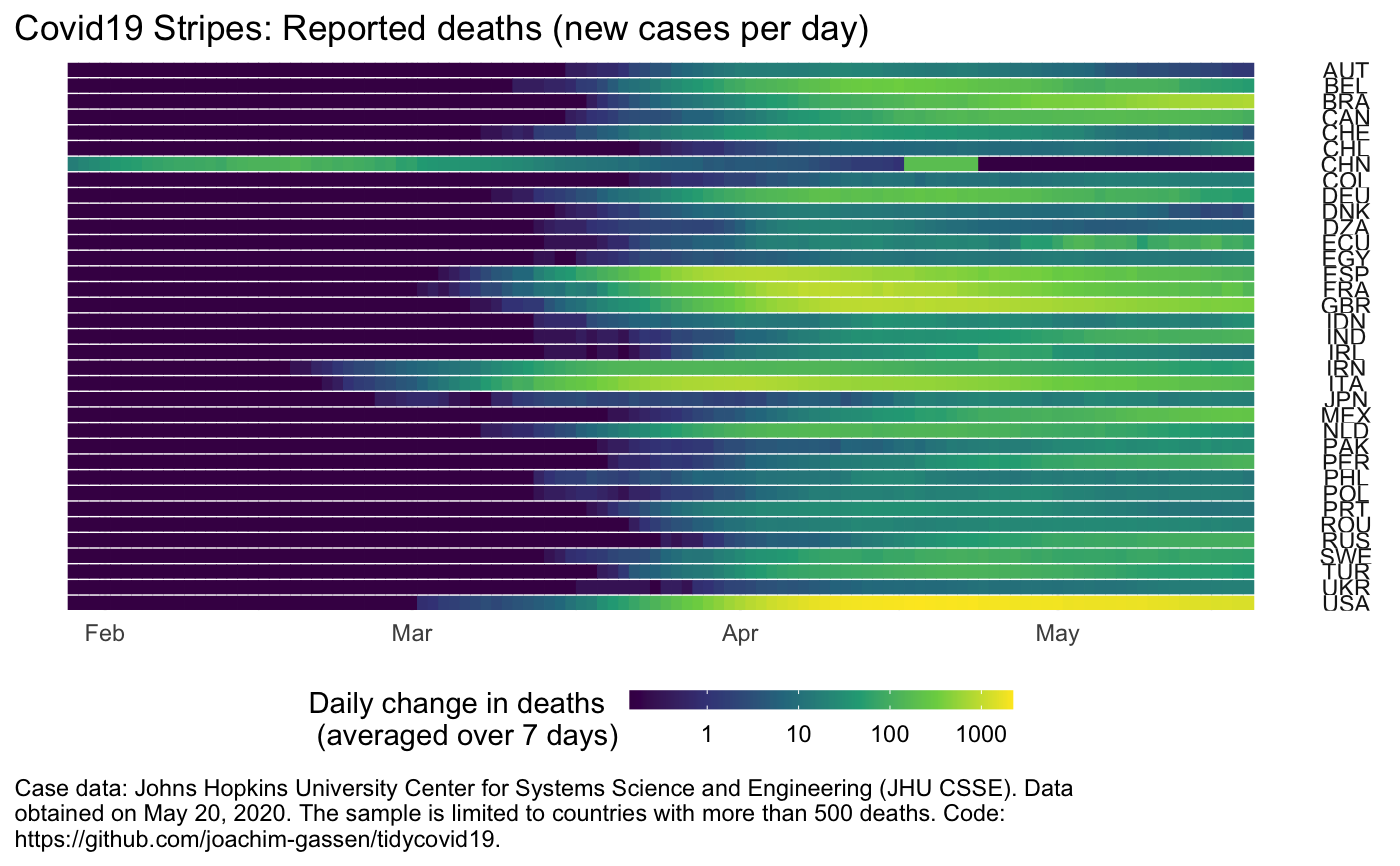 Covid19 Stripes: Reported deaths (new cases per day)
AUT
BEL
BRA
CAN
CHE
CHL
CHN
COL
DEU
DNK
DZA
ECU
EGY
ESP
FRA
GBR
IDN
IND
IRL
IRN
ITA
JPN
MEX
NLD
PAK
PER
PHL
POL
PRT
ROU
RUS
SWE
TUR
UKR
USA
Feb Mar Apr May
Daily change in deaths
(averaged over 7 days)
1 10 100 1000
Case data: Johns Hopkins University Center for Systems Science and Engineering (JHU CSSE). Data
obtained on May 20, 2020. The sample is limited to countries with more than 500 deaths. Code:
https://github.com/joachim-gassen/tidycovid19.